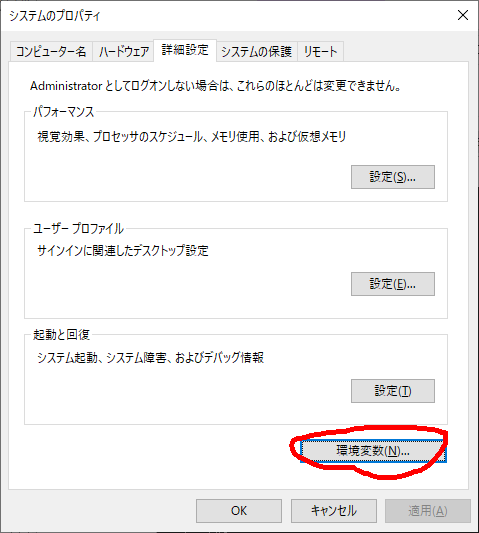 システムのプロパティ
コンピューター名 ハードウェア 詳細設定 システムの保護 リモート
Administrator としてログオンしない場合は、これらのほとんどは変更できません。
パフォーマンス
視覚効果、プロセッサのスケジュール、メモリ使用、および仮想メモリ
設定(S)...
ユーザー プロファイル
サインインに関連したデスクトップ設定
設定(E)...
起動と回復
システム起動、システム障害、およびデバッグ情報
設定(T)
環境変数(N)...
OK キャンセル 適用(A)